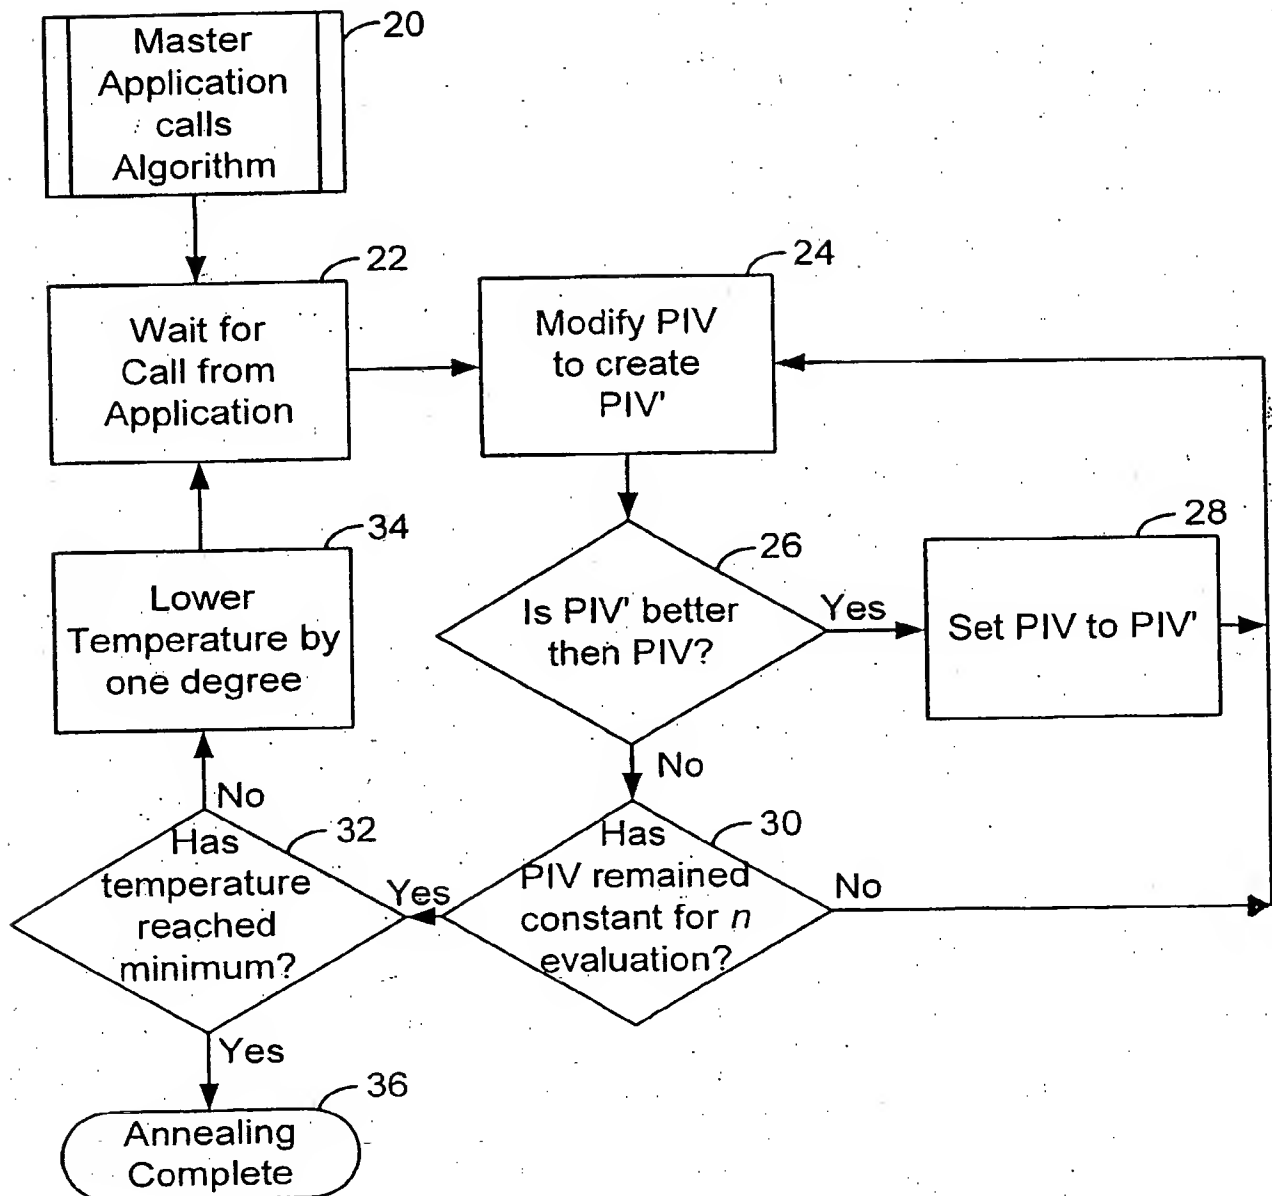 20
Master
Application
calls
Algorithm
22
Wait for
Call from
Application
24
Modify PIV
to create
PIV'
26
Is PIV' better
then PIV?
Yes
28
Set PIV to PIV'
34
Lower
Temperature by
one degree
No
No
32
Has
temperature
reached
minimum?
Yes
30
Has
PIV remained
constant for n
evaluation?
No
Yes
36
Annealing
Complete